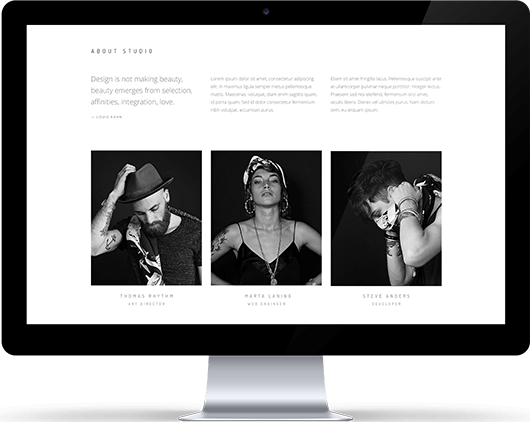 ABOUT STUDIO
Design is not making beauty,
beauty emerges from selection,
affinities, integration, love.
— LOUIS KAHN
Lorem ipsum dolor sit amet, consectetur adipiscing
elit. In maximus ligula semper metus pellentesque
mattis. Maecenas, volutpat, diam enim sagittis quam,
id porta quam. Sed id dolor consectetur fermentum
nibh volutpat, accumsan purus.
Etiam sit amet fringilla lacus. Pellentesque suscipit ante
at ullamcorper pulvinar neque porttitor. Integer lectus.
Praesent sed nisi eleifend, fermentum orci amet,
iaculis libero. Donec vel ultricies purus. Nam dictum
sem, eu aliquam erat.
THOMAS RHYTHM
ART DIRECTOR
MARTA LANING
WEB ENGINEER
STEVE ANDERS
DEVELOPER